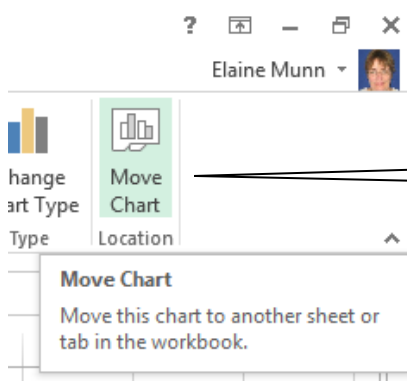 ?
Elaine Munn
hange Move
art Type Chart
Type Location
Move Chart
Move this chart to another sheet or
tab in the workbook.